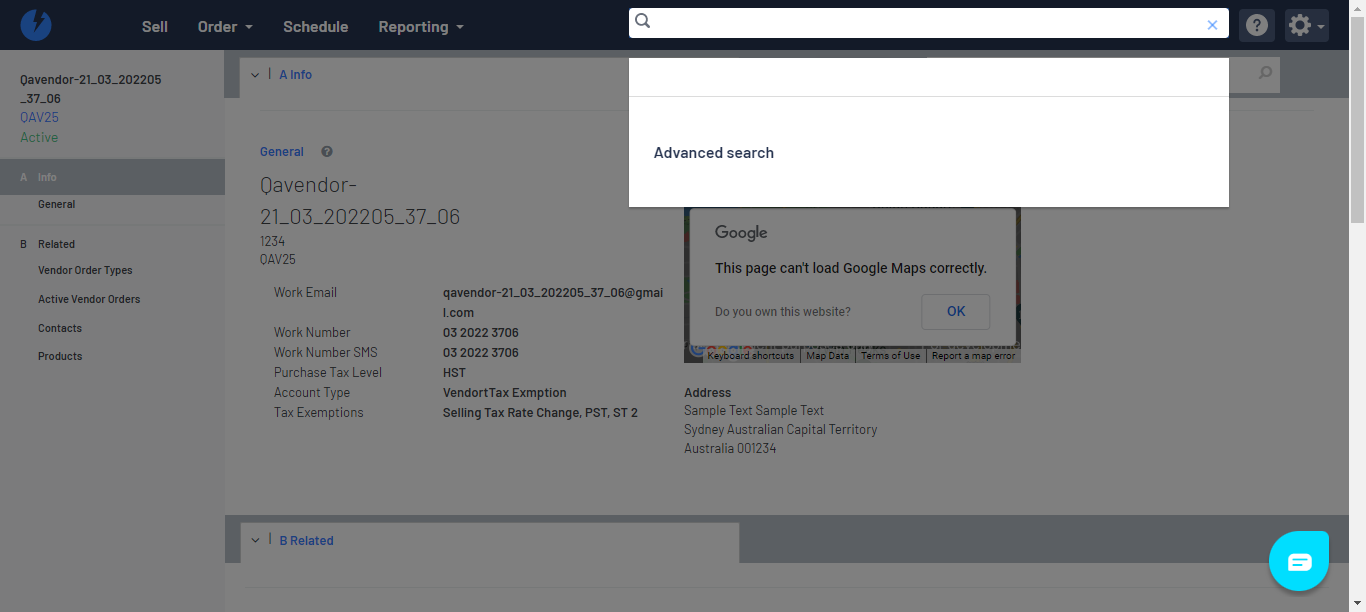 Sell
Order
Schedule
Reporting
Qavendor-21_03_202205
_37_06
QAV25
Active
A Info
General
B Related
Vendor Order Types
Active Vendor Orders
Contacts
Products
A Info
Advanced search
General
Qavendor-
21_03_202205_37_06
1234
QAV25
Work Email qavendor-21_03_202205_37_06@gmai
l.com
Work Number 03 2022 3706
Work Number SMS 03 2022 3706
Purchase Tax Level HST
Account Type VendortTax Exmption
Tax Exemptions Selling Tax Rate Change, PST, ST 2
Google
This page can't load Google Maps correctly.
Do you own this website?
OK
Keyboard shortcuts
Map Data
Terms of Use
Report a map error
Address
Sample Text Sample Text
Sydney Australian Capital Territory
Australia 001234
B Related